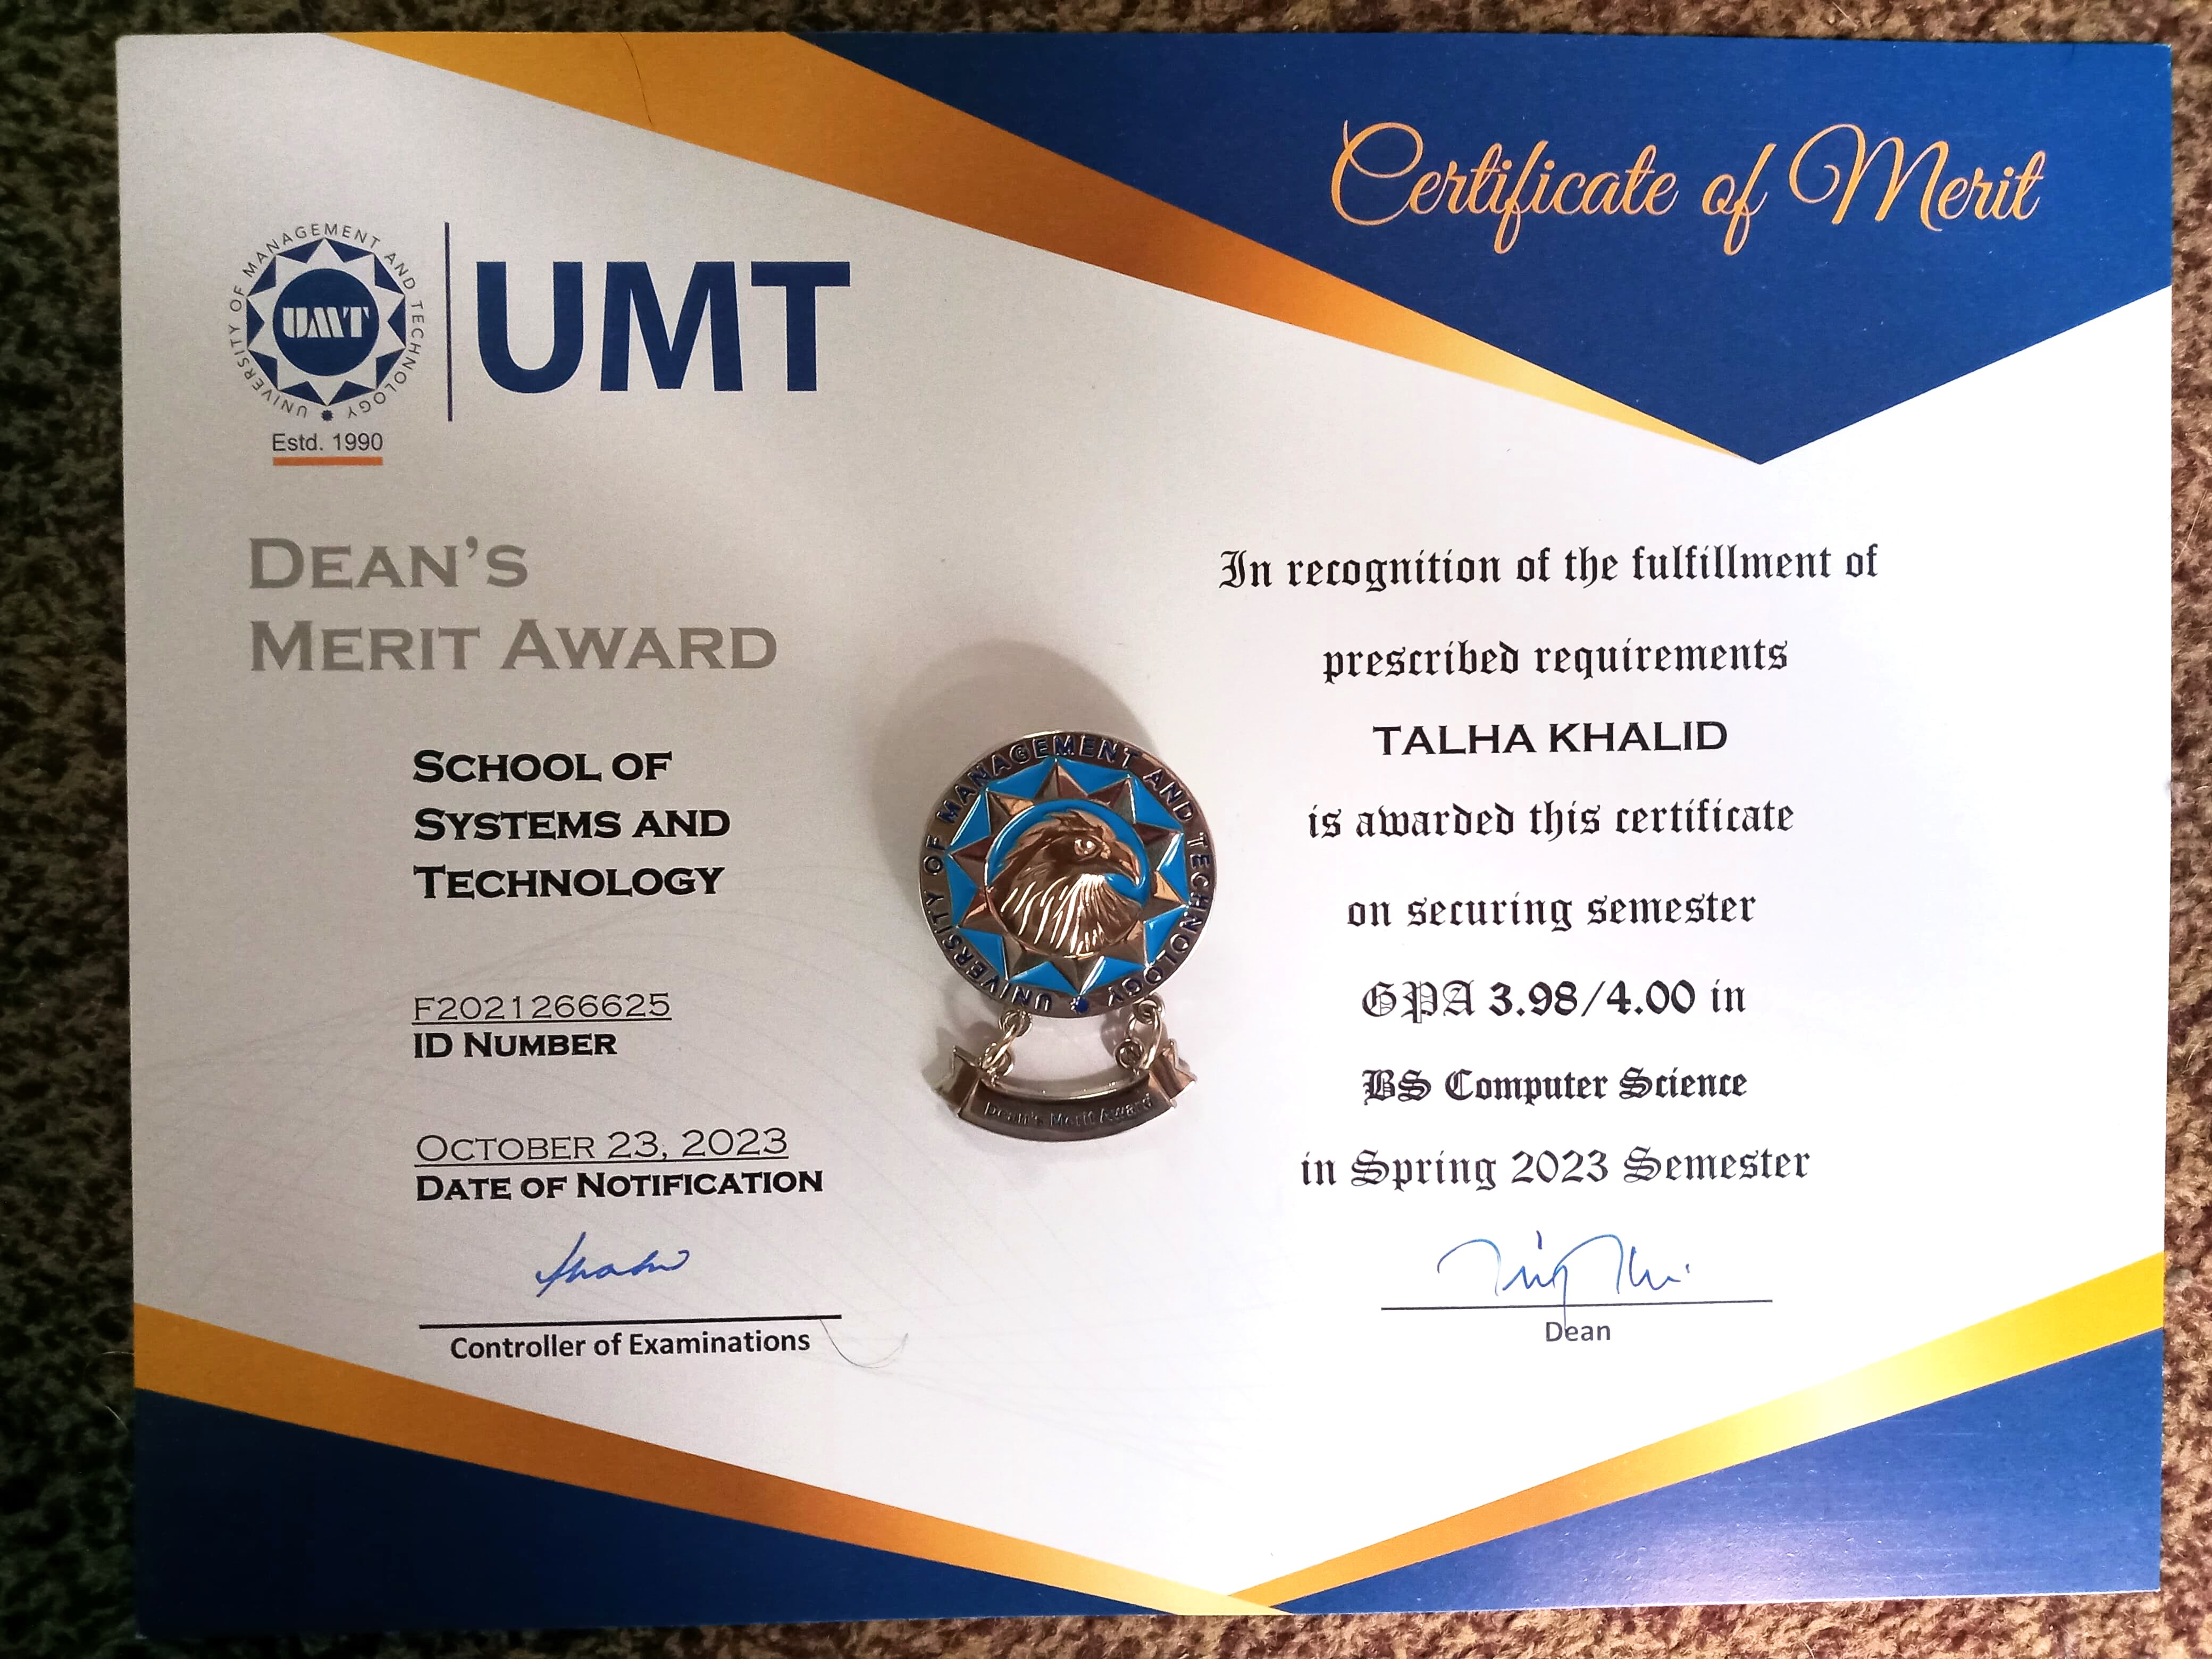 Certificate of Merit
UNIVERSITY OF MANAGEMENT AND TECHNOLOGY
UMT
Estd. 1990
UMT
DEAN'S
MERIT AWARD
SCHOOL OF
SYSTEMS AND
TECHNOLOGY
F2021266625
ID NUMBER
OCTOBER 23, 2023
DATE OF NOTIFICATION
Controller of Examinations
UNIVERSITY OF MANAGEMENT AND TECHNOLOGY
Dean's Merit Award
In recognition of the fulfillment of
prescribed requirements
TALHA KHALID
is awarded this certificate
on securing semester
GPA 3.98/4.00 in
BS Computer Science
in Spring 2023 Semester
Dean